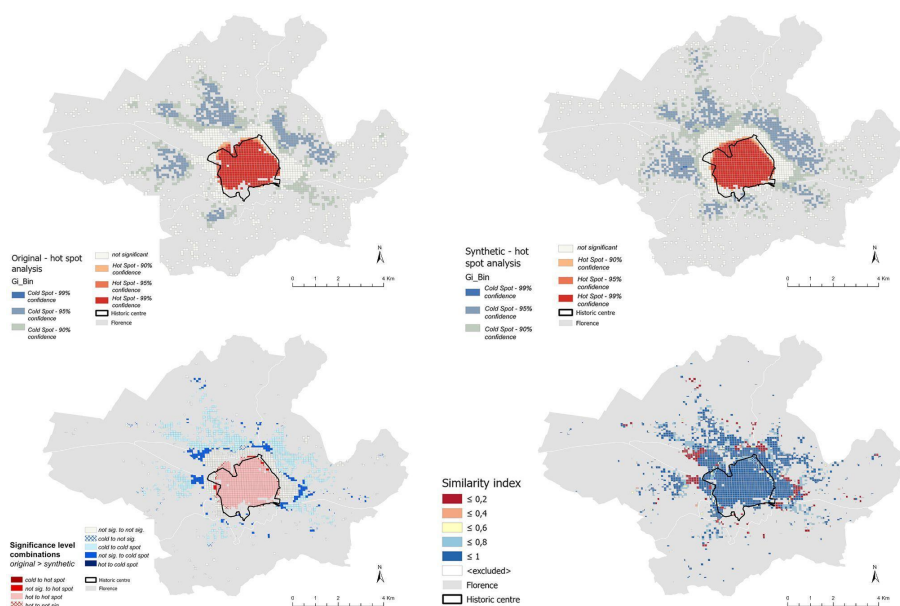 Original - hot
spot
analysis
Gi_Bin
Cold Spot - 99%
confidence
Cold Spot - 95%
confidence
Cold Spot - 90%
confidence
not significant
Hot Spot - 90%
confidence
Hot Spot - 95%
confidence
Hot Spot - 99%
confidence
Historic centre
Florence
N
0 1 2 4 Km
Synthetic - hot
spot analysis
Gi_Bin
Cold Spot - 99%
confidence
Cold Spot - 95%
confidence
Cold Spot - 90%
confidence
not significant
Hot Spot - 90%
confidence
Hot Spot - 95%
confidence
Hot Spot - 99%
confidence
Historic centre
Florence
N
0 1 2 4 Km
Significance level
combinations
original > synthetic
cold to hot spot
not sig. to hot spot
hot to hot spot
hot to not sig.
not sig. to not sig.
cold to not sig.
cold to cold spot
not sig. to cold spot
hot to cold spot
Historic centre
Florence
N
0 1 2 4 Km
Similarity index
≤ 0,2
≤ 0,4
≤ 0,6
≤ 0,8
≤ 1
<excluded>
Florence
Historic centre
N
0 1 2 4 Km